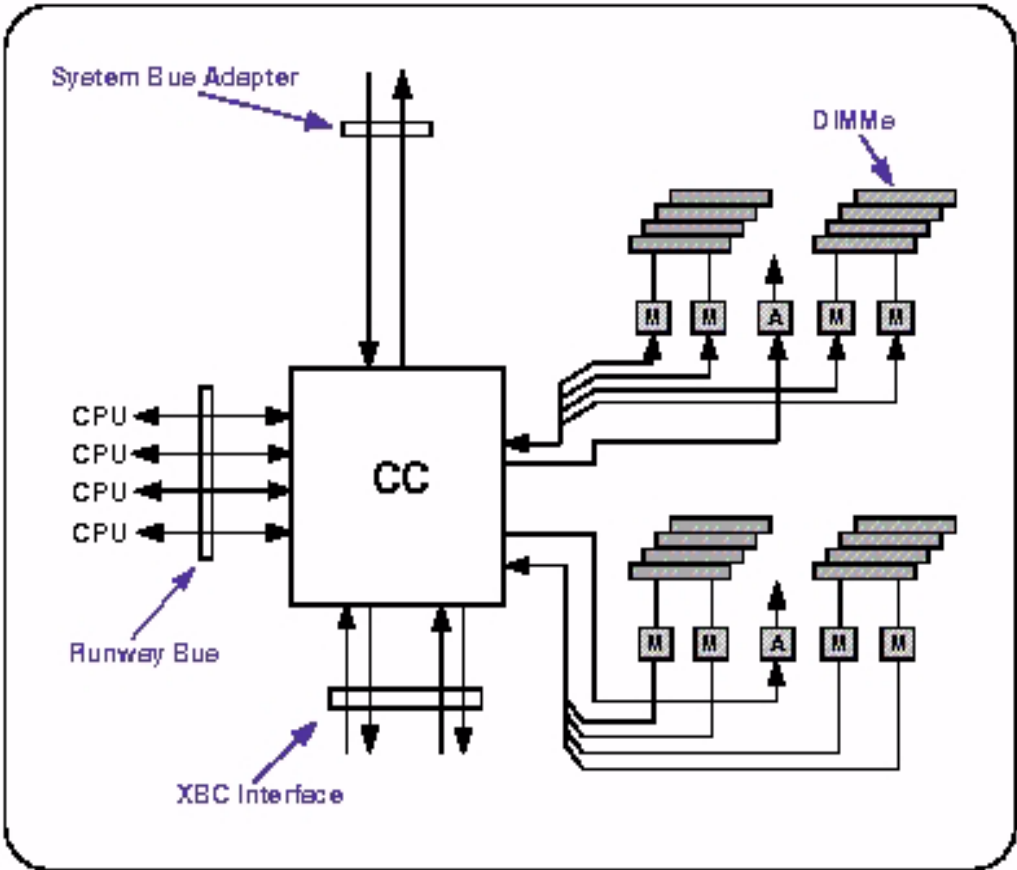 System Bus Adapter
DIMMs
M M A M M
CPU
CPU
CPU
CPU
CC
Runway Bus
M M A M M
XBC Interface